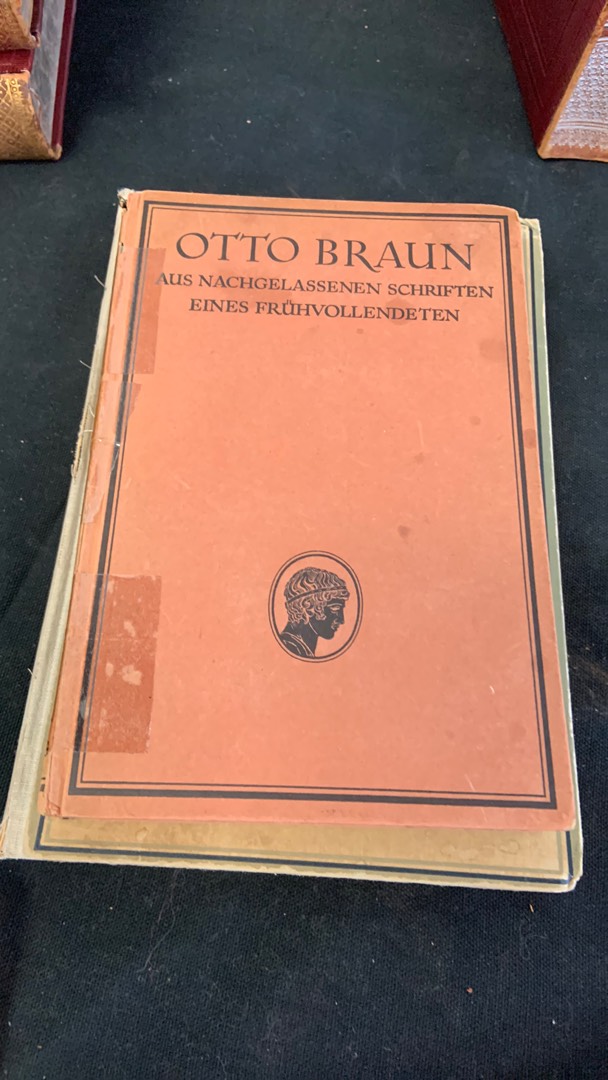 OTTO BRAUN
AUS NACHGELASSENEN SCHRIFTEN
EINES FRÜHVOLLENDETEN